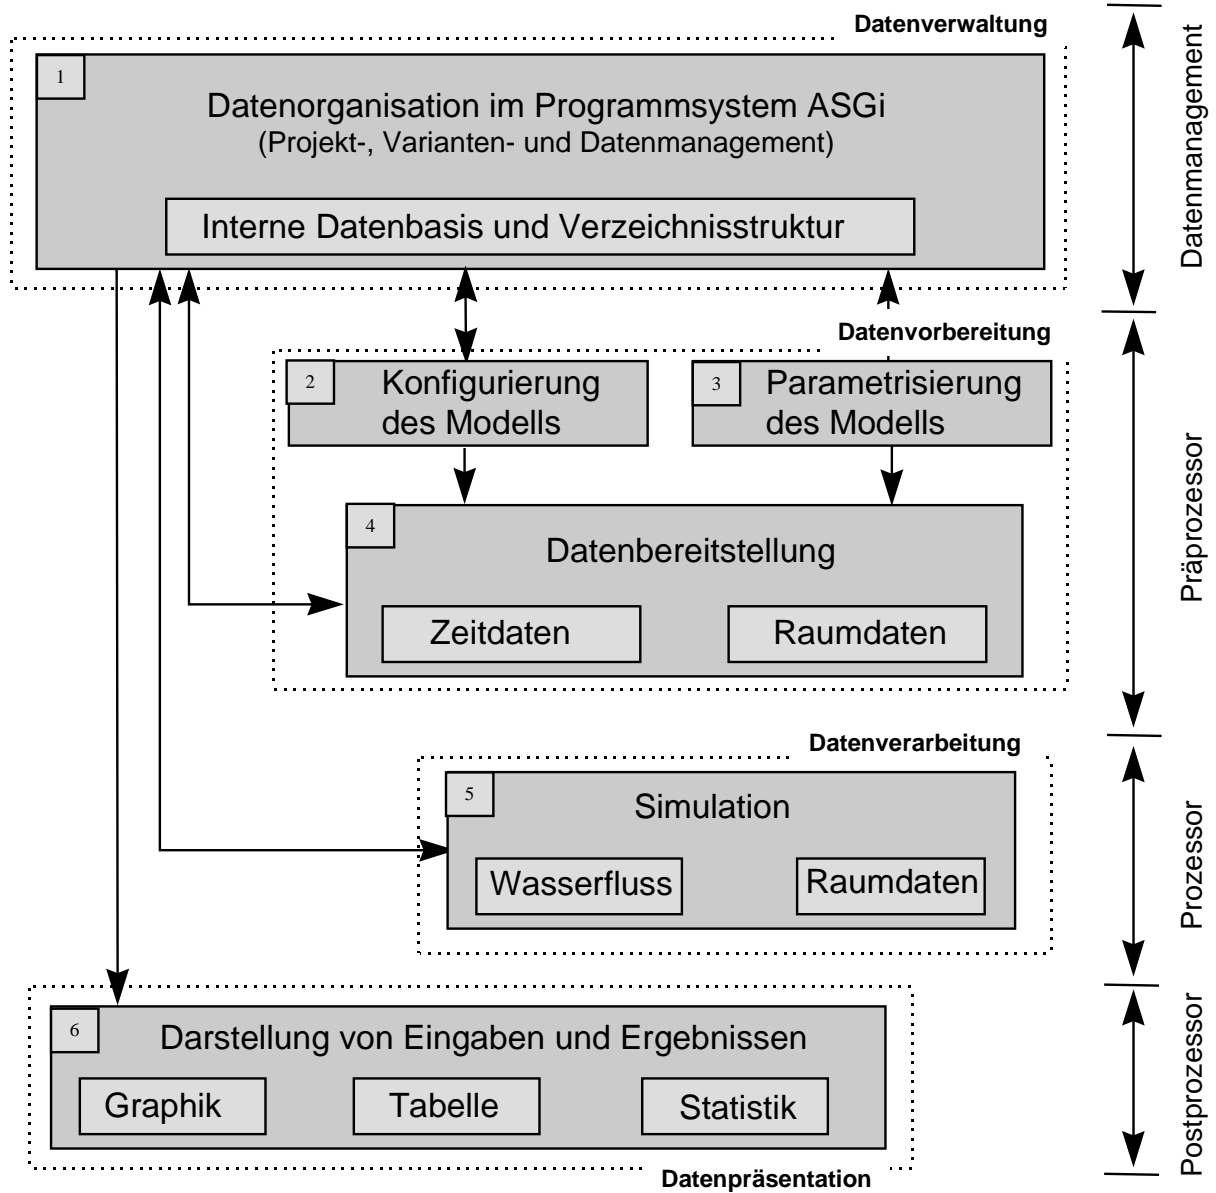 Datenverwaltung
1
Datenorganisation im Programmsystem ASGi
(Projekt-, Varianten- und Datenmanagement)
Interne Datenbasis und Verzeichnisstruktur
Datenmanagement
Datenvorbereitung
2
Konfigurierung
des Modells
3
Parametrisierung
des Modells
4
Datenbereitstellung
Zeitdaten
Raumdaten
Präprozessor
Datenverarbeitung
5
Simulation
Wasserfluss
Raumdaten
Prozessor
6
Darstellung von Eingaben und Ergebnissen
Graphik
Tabelle
Statistik
Datenpräsentation
Postprozessor